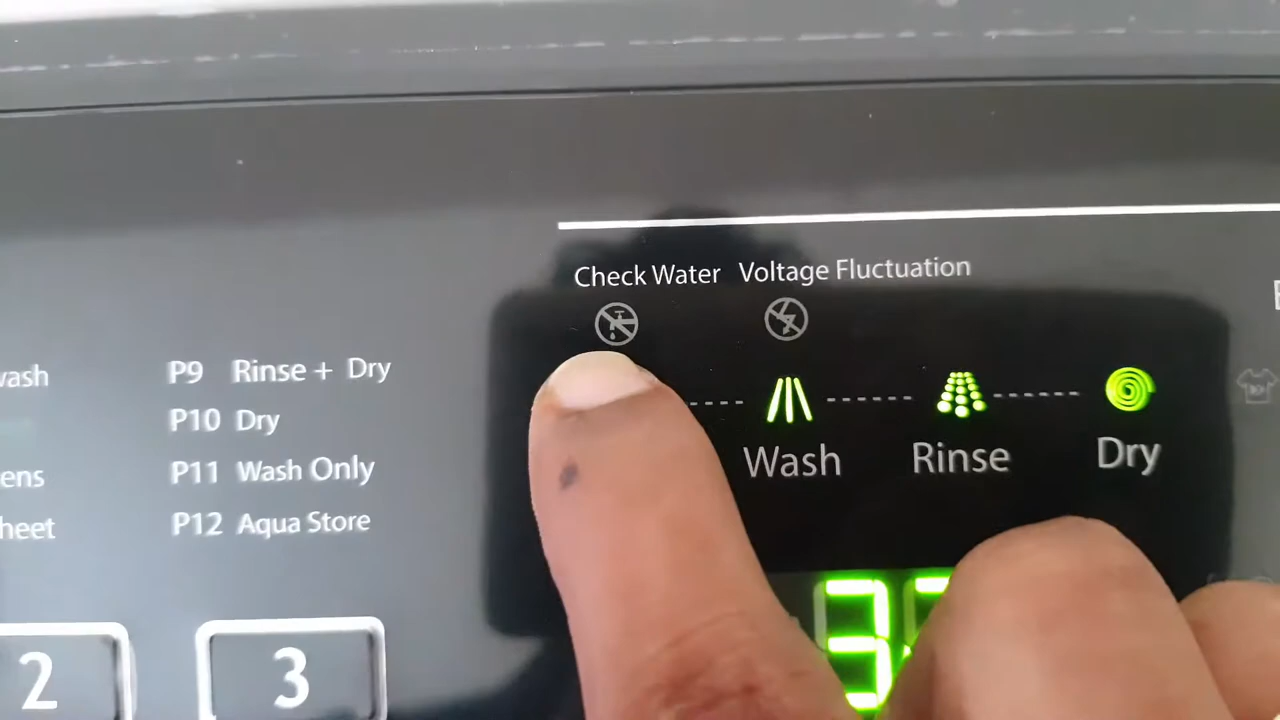 Check Water Voltage Fluctuation
P9 Rinse + Dry
P10 Dry
P11 Wash Only
P12 Aqua Store
Wash Rinse Dry
2 3
3